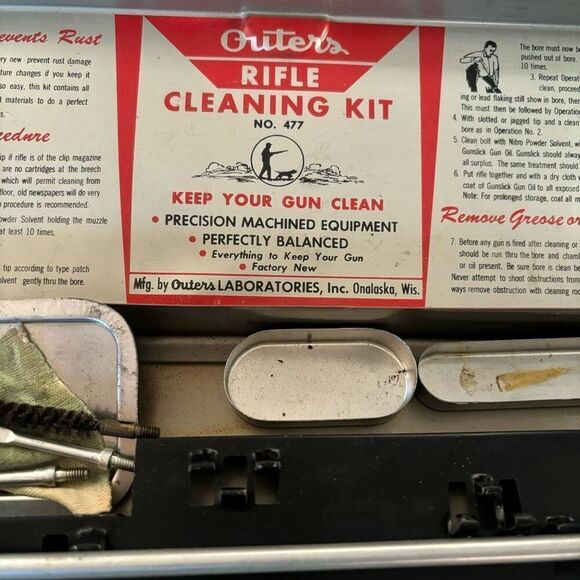 events Rust
ry new prevent rust damage
ture changes if you keep it
so easy, this kit contains all
d materials to do a perfect
s.
cedure
ip if rifle is of the clip magazine
are no cartridges at the breech
which will permit cleaning from
floor, old newspapers will do very
procedure is recommended.
owder Solvent holding the muzzle
at least 10 times,
tip according to type patch
olvent gently thru the bore.
Outers
RIFLE
CLEANING KIT
NO. 477
KEEP YOUR GUN CLEAN
• PRECISION MACHINED EQUIPMENT
• PERFECTLY BALANCED
• Everything to Keep Your Gun
• Factory New
Mfg. by Outers LABORATORIES, Inc. Onalaska, Wis.
The bore must now be
pushed out of bore.
10 times.
3. Repeat Operat
clean, proceed
ing or lead flaking still show in bore, ther
This must then be followed by Operation
4. With slotted or jagged tip and a clean
bore as in Operation No. 2.
5. Clean bolt with Nitro Powder Solvent, wi
Gunslick Gun Oil. Gunslick should alway
all surplus. The same treatment should
6. Put rifle together and with a dry cloth w
coat of Gunslick Gun Oil to all exposed
Note: For prolonged storage, coat all m
Remove Grease or
7. Before any gun is fired after cleaning or
should be run thru the bore and cham
or oil present. Be sure bore is clean be
Never attempt to shoot obstructions from
ways remove obstruction with cleaning roc